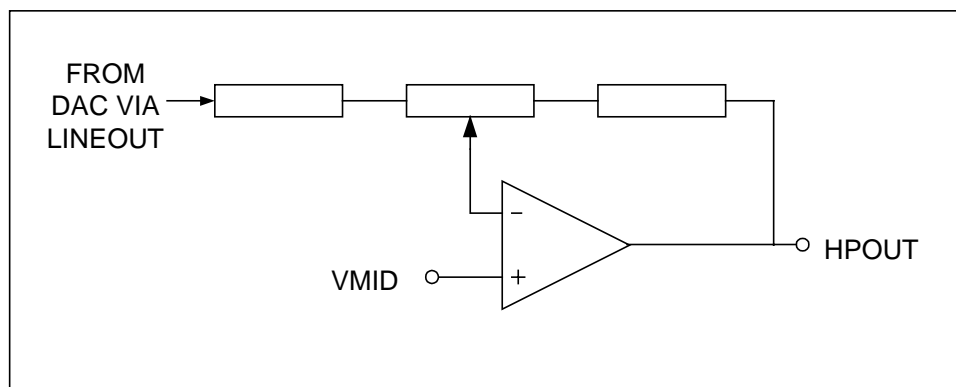 FROM
DAC VIA
LINEOUT
−
VMID
+
HPOUT